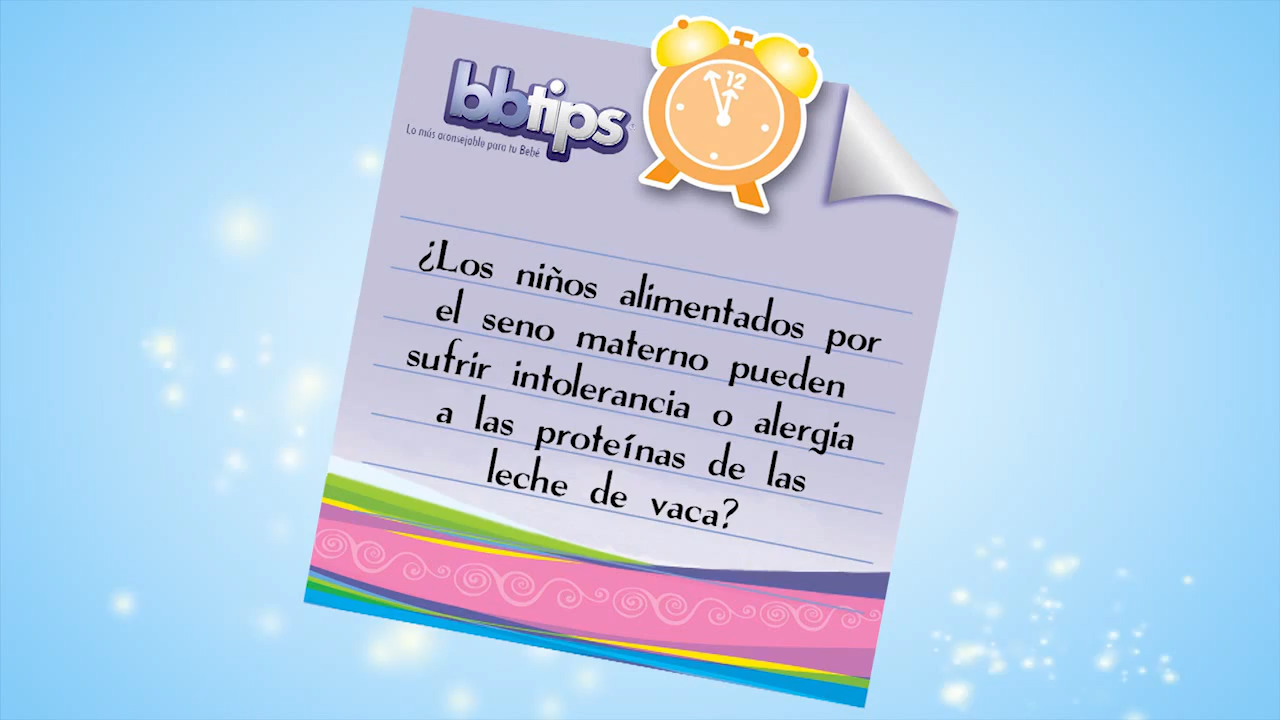 bbtips
Lo más aconsejable para tu Bebé
12
¿Los niños alimentados por
el seno materno pueden
sufrir intolerancia o alergia
a las proteínas de las
leche de vaca?